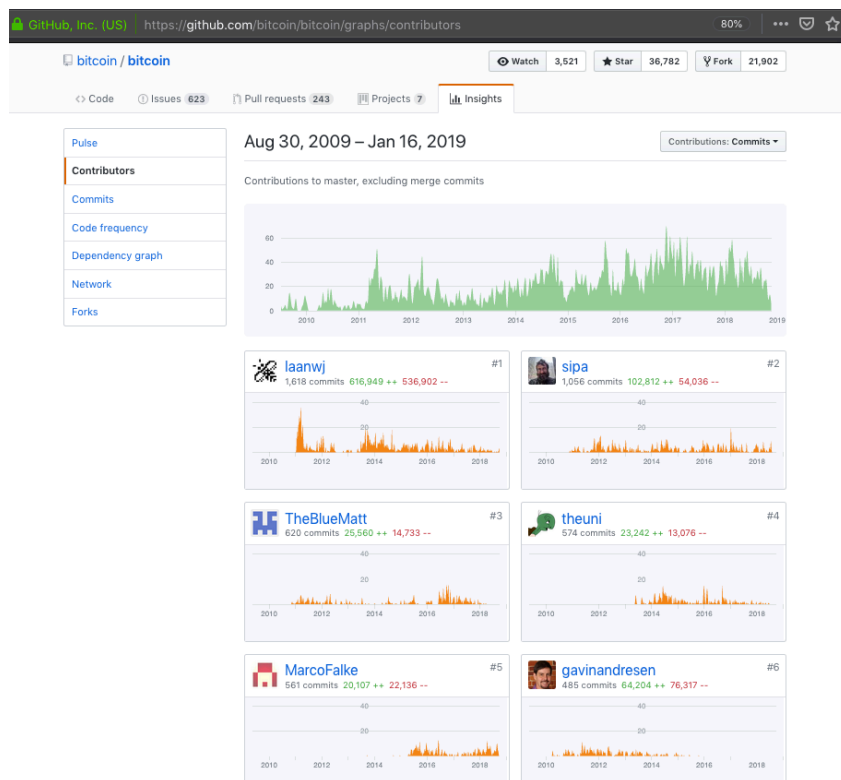 GitHub, Inc. (US) https://github.com/bitcoin/bitcoin/graphs/contributors 80%
bitcoin / bitcoin Watch 3,521 Star 36,782 Fork 21,902
Code Issues 623 Pull requests 243 Projects 7 Insights
Pulse
Contributors
Commits
Code frequency
Dependency graph
Network
Forks
Aug 30, 2009 – Jan 16, 2019 Contributions: Commits
Contributions to master, excluding merge commits
60
40
20
0
2010 2011 2012 2013 2014 2015 2016 2017 2018 2019
laanwj #1
1,618 commits 616,949 ++ 536,902 --
40
20
2010 2012 2014 2016 2018
sipa #2
1,056 commits 102,812 ++ 54,036 --
40
20
2010 2012 2014 2016 2018
TheBlueMatt #3
620 commits 25,560 ++ 14,733 --
40
20
2010 2012 2014 2016 2018
theuni #4
574 commits 23,242 ++ 13,076 --
40
20
2010 2012 2014 2016 2018
MarcoFalke #5
561 commits 20,107 ++ 22,136 --
40
20
2010 2012 2014 2016 2018
gavinandresen #6
485 commits 64,204 ++ 76,317 --
40
20
2010 2012 2014 2016 2018